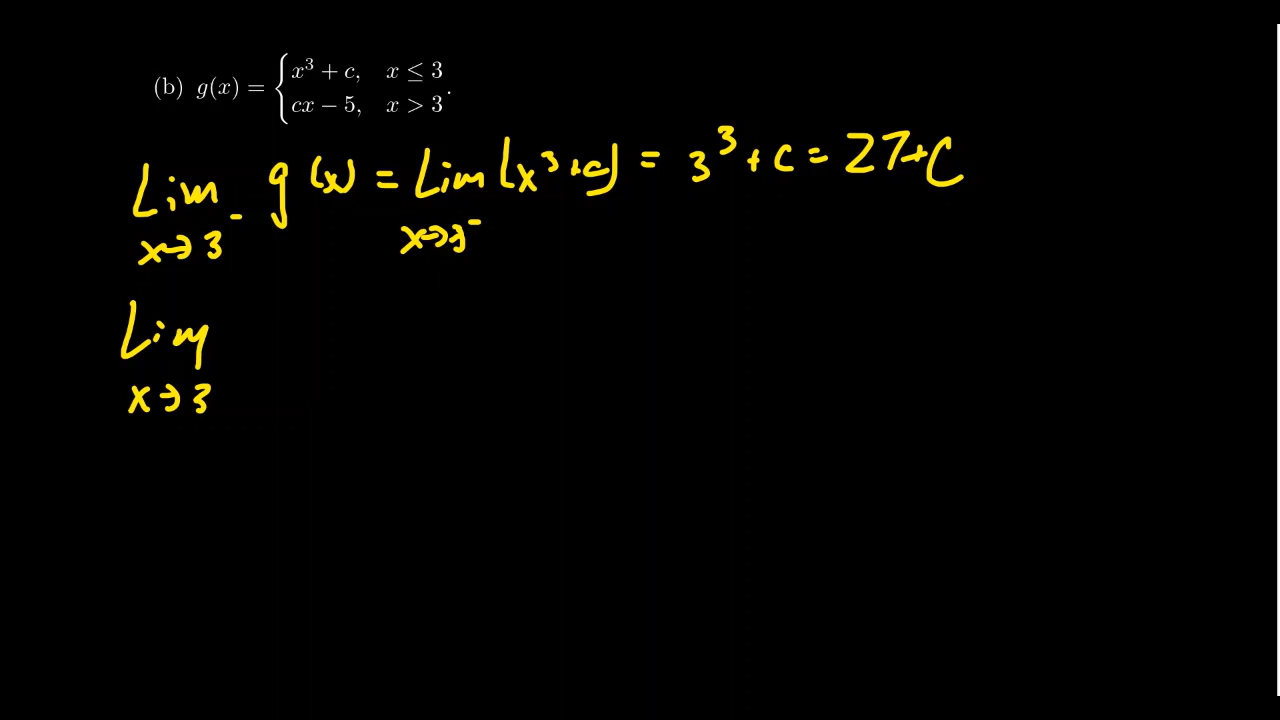 (b) g(x) = { x³ + c, x ≤ 3
cx − 5, x > 3 .
Lim g(x) = Lim (x³ + c) = 3³ + c = 27 + C
x→3⁻ x→3⁻
Lim
x→3